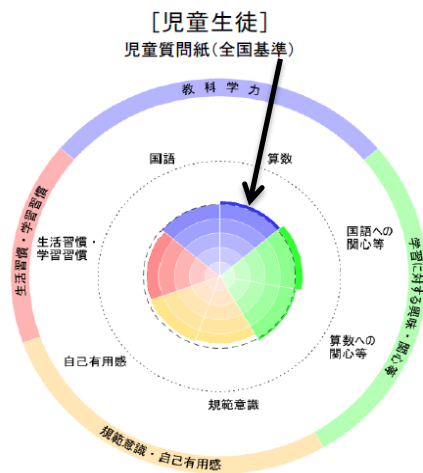 [児童生徒]
児童質問紙(全国基準)
教科学力
国語
算数
生活習慣・学習習慣
生活習慣・
学習習慣
国語への
関心等
学習に対する興味・関心等
自己有用感
算数への
関心等
規範意識
規範意識・自己有用感